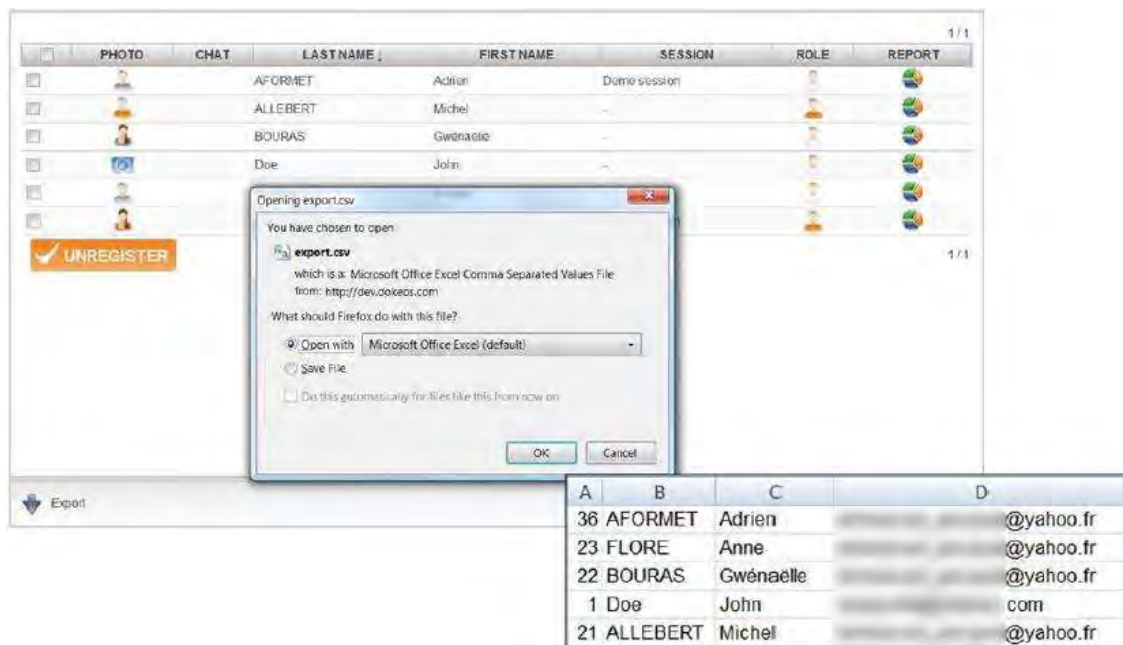 1 / 1
PHOTO CHAT LAST NAME ↓ FIRST NAME SESSION ROLE REPORT
AFORMET Adrien Demo session
ALLEBERT Michel -
BOURAS Gwénaëlle -
Doe John -
UNREGISTER
1 / 1
Opening export.csv
You have chosen to open
export.csv
which is a: Microsoft Office Excel Comma Separated Values File
from: http://dev.dokeos.com
What should Firefox do with this file?
Open with Microsoft Office Excel (default)
Save File
Do this automatically for files like this from now on.
OK Cancel
Export
A B C D
36 AFORMET Adrien @yahoo.fr
23 FLORE Anne @yahoo.fr
22 BOURAS Gwénaëlle @yahoo.fr
1 Doe John com
21 ALLEBERT Michel @yahoo.fr